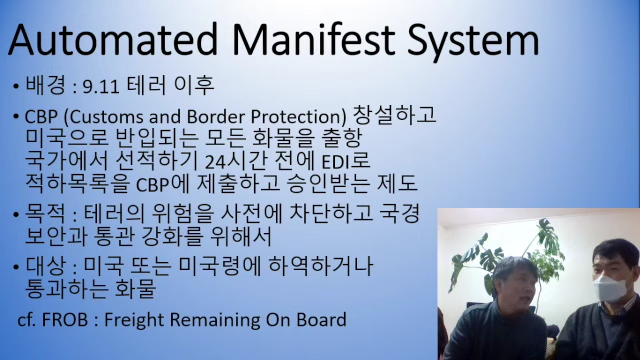 Automated Manifest System
• 배경 : 9.11 테러 이후
• CBP (Customs and Border Protection) 창설하고
미국으로 반입되는 모든 화물을 출항
국가에서 선적하기 24시간 전에 EDI로
적하목록을 CBP에 제출하고 승인받는 제도
• 목적 : 테러의 위험을 사전에 차단하고 국경
보안과 통관 강화를 위해서
• 대상 : 미국 또는 미국령에 하역하거나
통과하는 화물
cf. FROB : Freight Remaining On Board